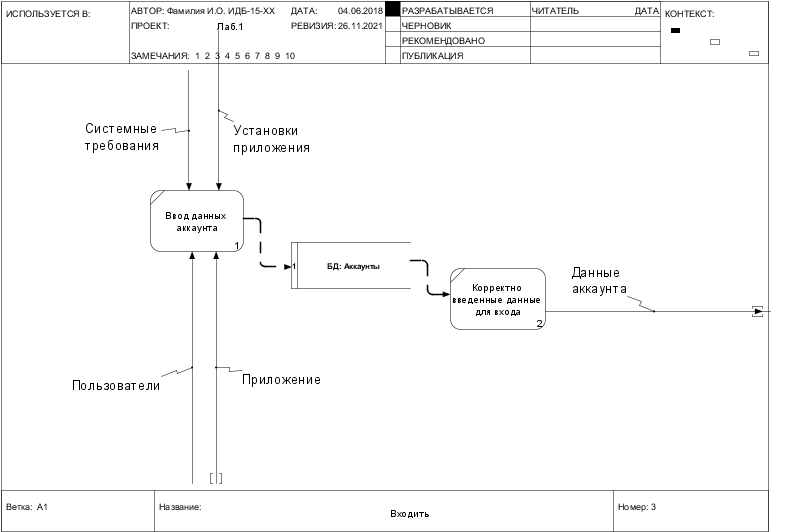 ИСПОЛЬЗУЕТСЯ В:
АВТОР: Фамилия И.О. ИДБ-15-XX
ДАТА: 04.06.2018
ПРОЕКТ: Лаб.1
РЕВИЗИЯ: 26.11.2021
ЗАМЕЧАНИЯ: 1 2 3 4 5 6 7 8 9 10
РАЗРАБАТЫВАЕТСЯ
ЧЕРНОВИК
РЕКОМЕНДОВАНО
ПУБЛИКАЦИЯ
ЧИТАТЕЛЬ
ДАТА
КОНТЕКСТ:
Системные
требования
Установки
приложения
Ввод данных
аккаунта
1
1
БД: Аккаунты
Корректно
введенные данные
для входа
2
Данные
аккаунта
Пользователи
Приложение
Ветка: A1
Название:
Входить
Номер: 3